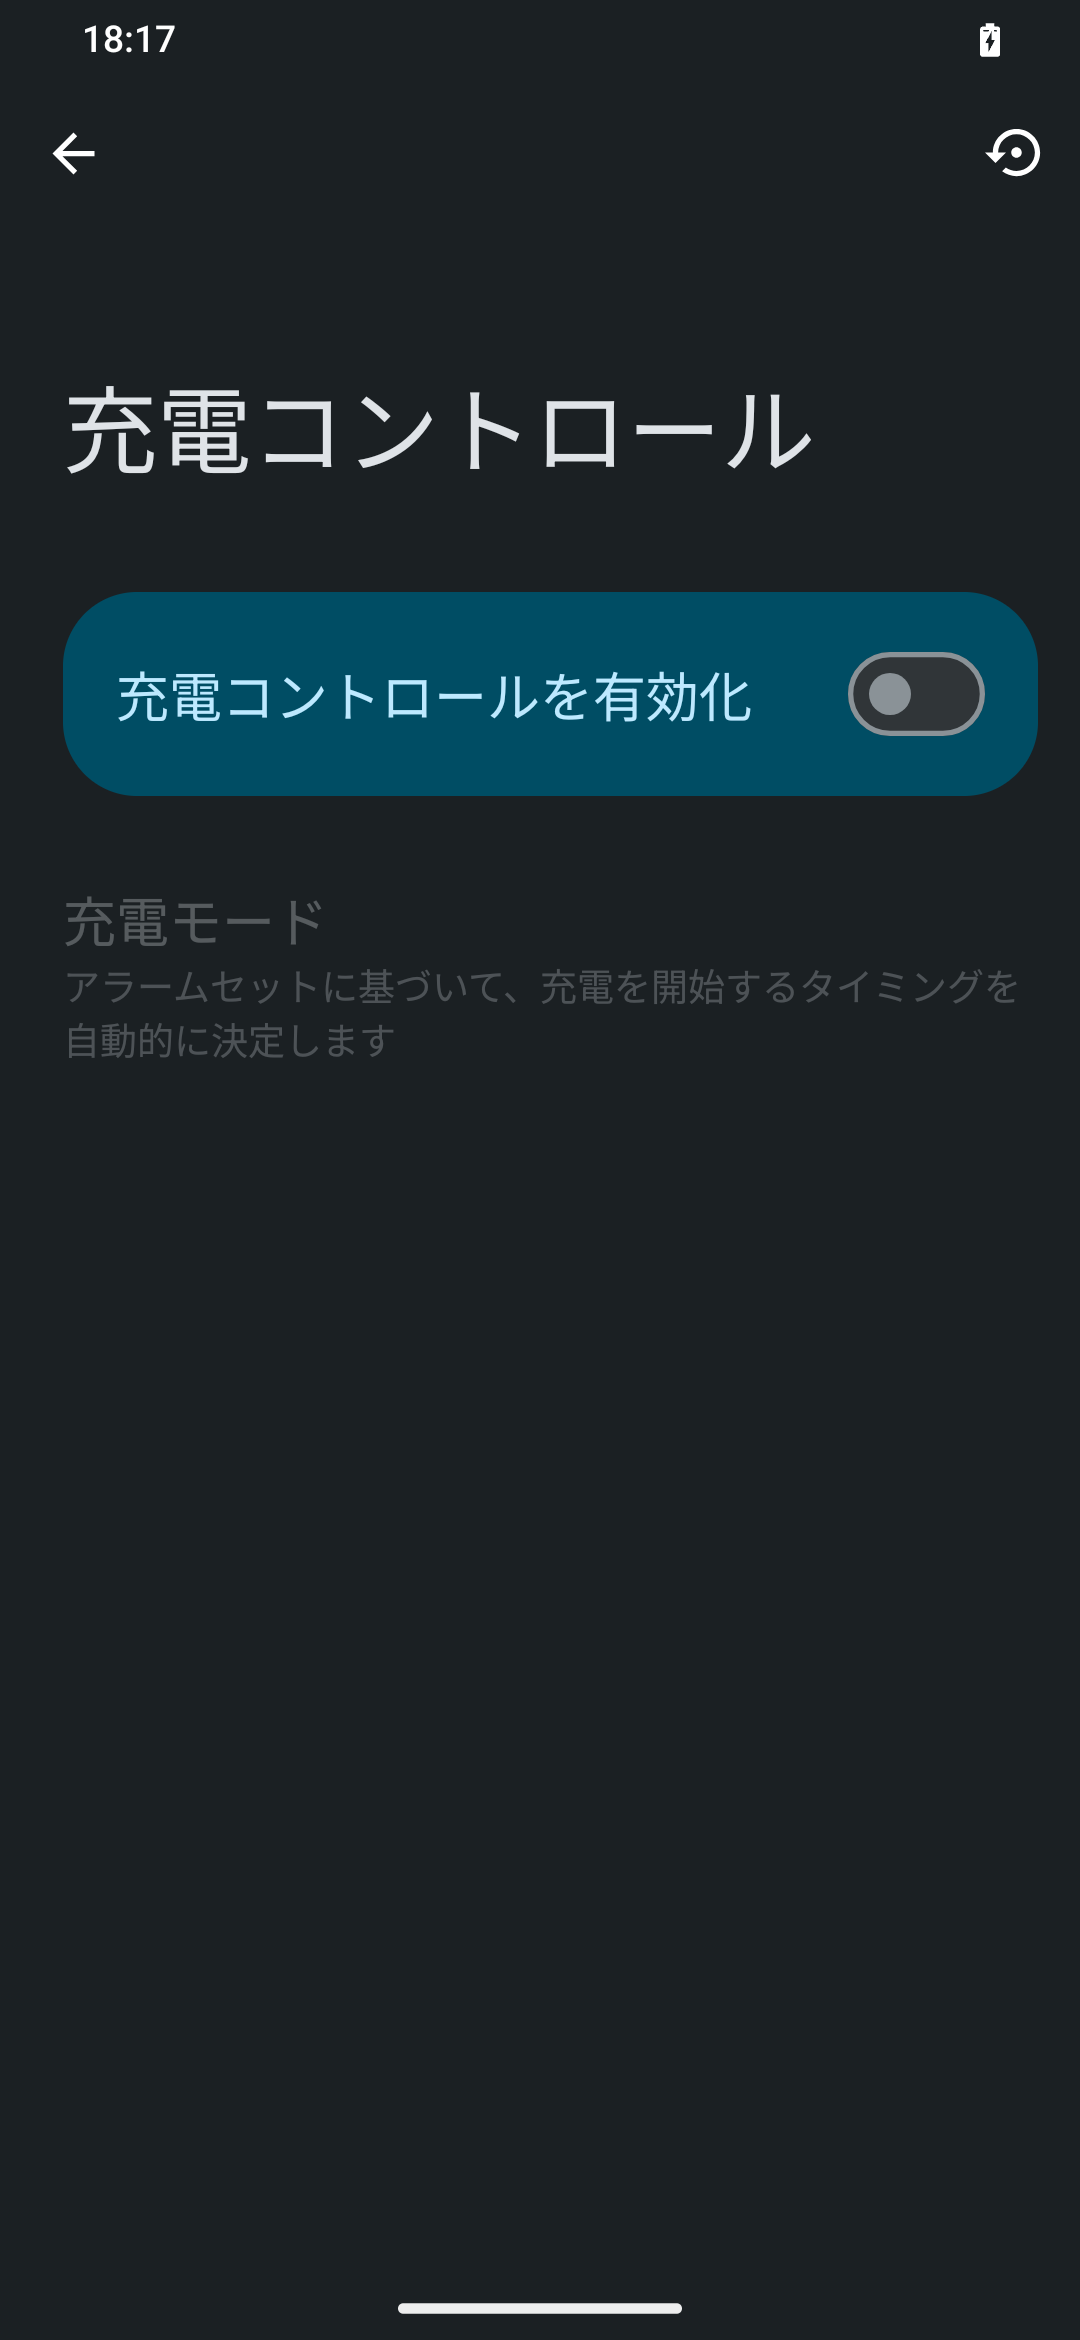 18:17
充電コントロール
充電コントロールを有効化
充電モード
アラームセットに基づいて、充電を開始するタイミングを
自動的に決定します